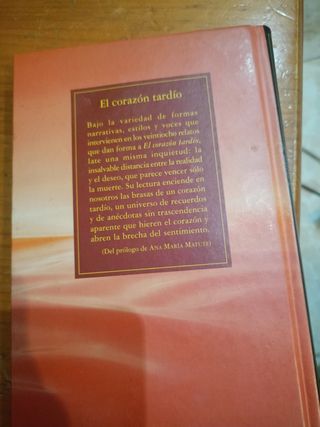 El corazón tardío
Bajo la variedad de formas
narrativas, estilos y voces que
intervienen en los veintiocho relatos
que dan forma a El corazón tardío,
late una misma inquietud: la
insalvable distancia entre la realidad
y el deseo, que parece vencer sólo
la muerte. Su lectura enciende en
nosotros las brasas de un corazón
tardío, un universo de recuerdos
y de anécdotas sin trascendencia
aparente que hieren el corazón y
abren la brecha del sentimiento.
(Del prólogo de ANA MARÍA MATUTE)